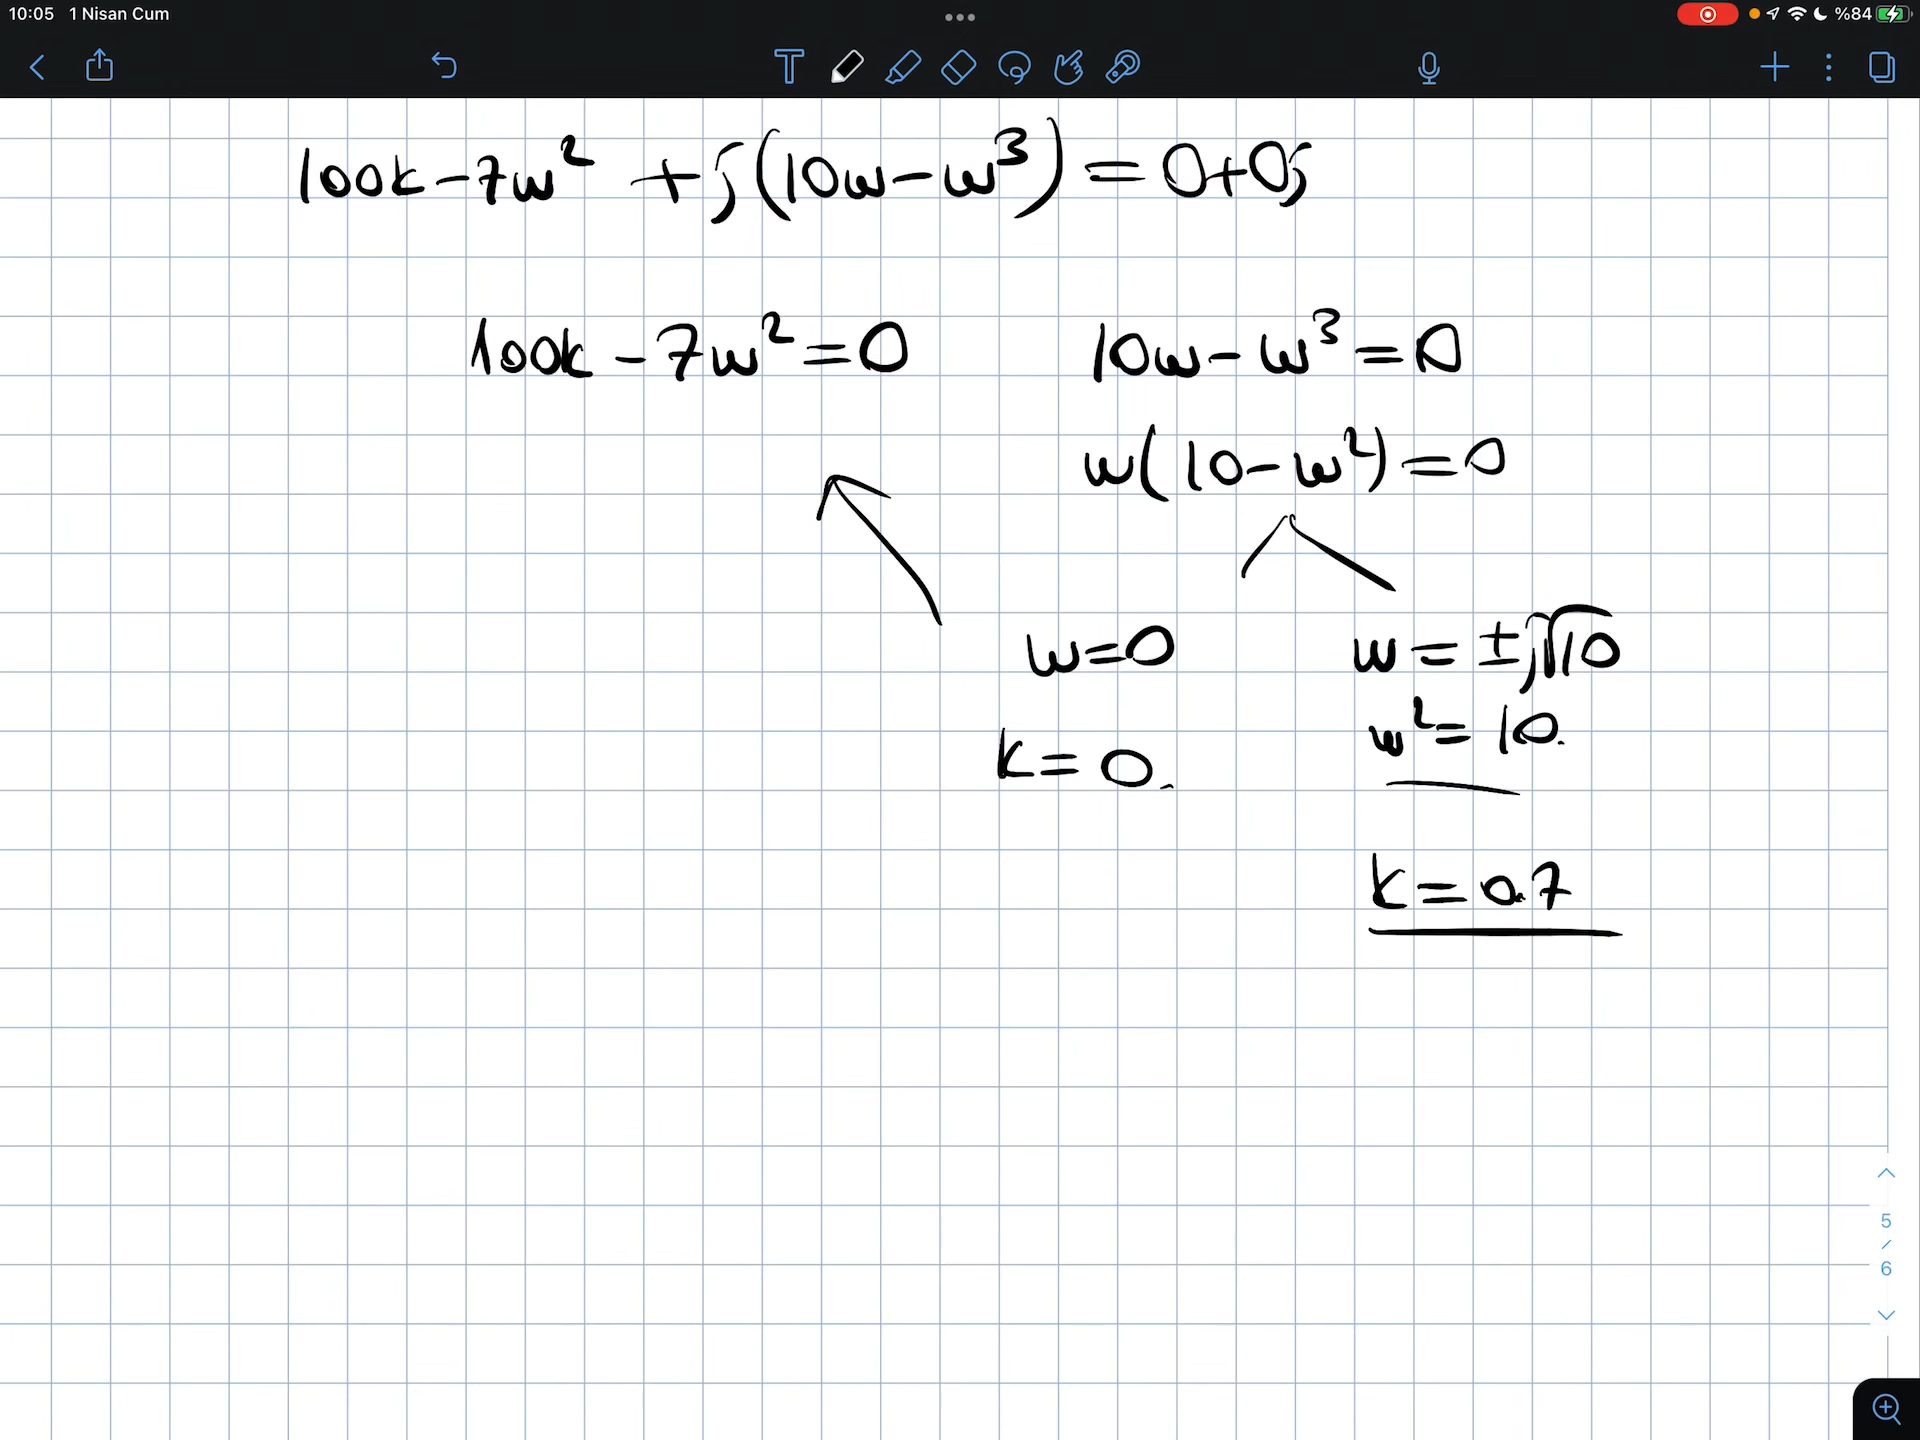 10:05 1 Nisan Cum %84
100k-7w² +j(10w-w³)=0+0j
100k-7w²=0 10w-w³=0
w(10-w²)=0
w=0 w=±j√10
w²=10.
k=0.
k=0.7
5
/
6